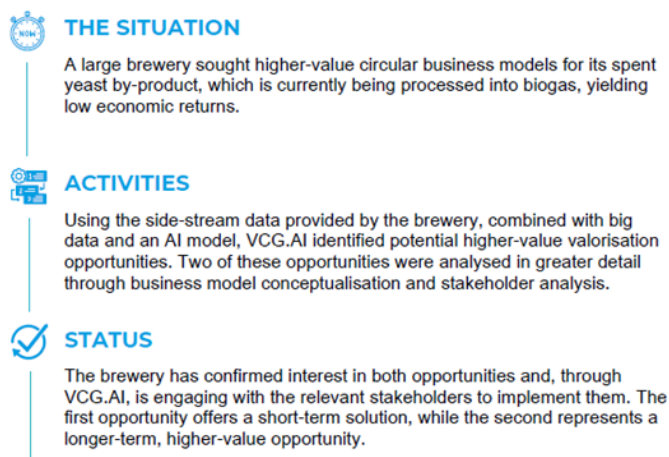 NOW
THE SITUATION
A large brewery sought higher-value circular business models for its spent
yeast by-product, which is currently being processed into biogas, yielding
low economic returns.
ACTIVITIES
Using the side-stream data provided by the brewery, combined with big
data and an AI model, VCG.AI identified potential higher-value valorisation
opportunities. Two of these opportunities were analysed in greater detail
through business model conceptualisation and stakeholder analysis.
STATUS
The brewery has confirmed interest in both opportunities and, through
VCG.AI, is engaging with the relevant stakeholders to implement them. The
first opportunity offers a short-term solution, while the second represents a
longer-term, higher-value opportunity.